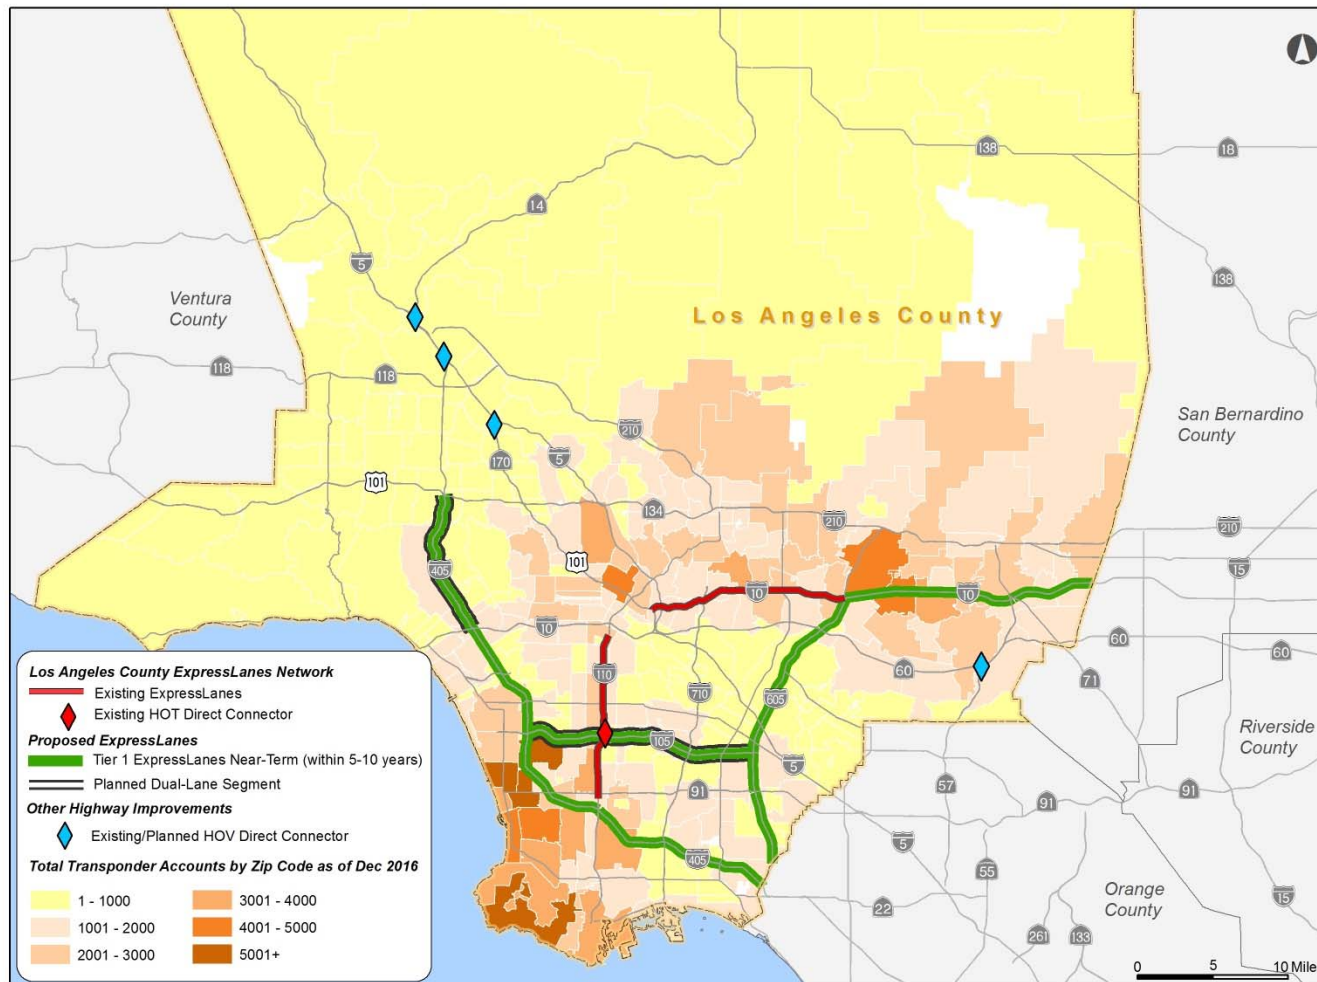 138
18
14
5
138
Ventura
County
Los Angeles County
118
118
San Bernardino
County
210
5
170
101
134
210
210
101
15
405
10
10
10
60
60
60
110
710
605
71
105
5
Riverside
County
57
91
91
91
5
405
55
Orange
County
22
15
261
133
Los Angeles County ExpressLanes Network
Existing ExpressLanes
Existing HOT Direct Connector
Proposed ExpressLanes
Tier 1 ExpressLanes Near-Term (within 5-10 years)
Planned Dual-Lane Segment
Other Highway Improvements
Existing/Planned HOV Direct Connector
Total Transponder Accounts by Zip Code as of Dec 2016
1 - 1000
3001 - 4000
1001 - 2000
4001 - 5000
2001 - 3000
5001+
0 5 10 Miles